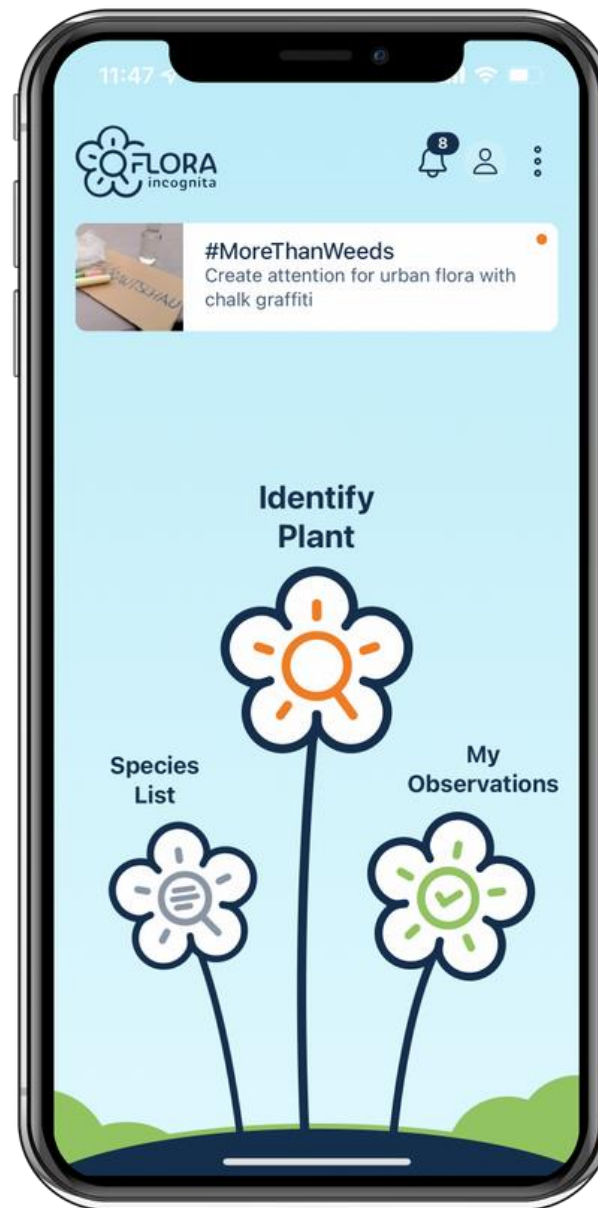 11:47
FLORA
incognita
8
#MoreThanWeeds
Create attention for urban flora with
chalk graffiti
Identify
Plant
Species
List
My
Observations